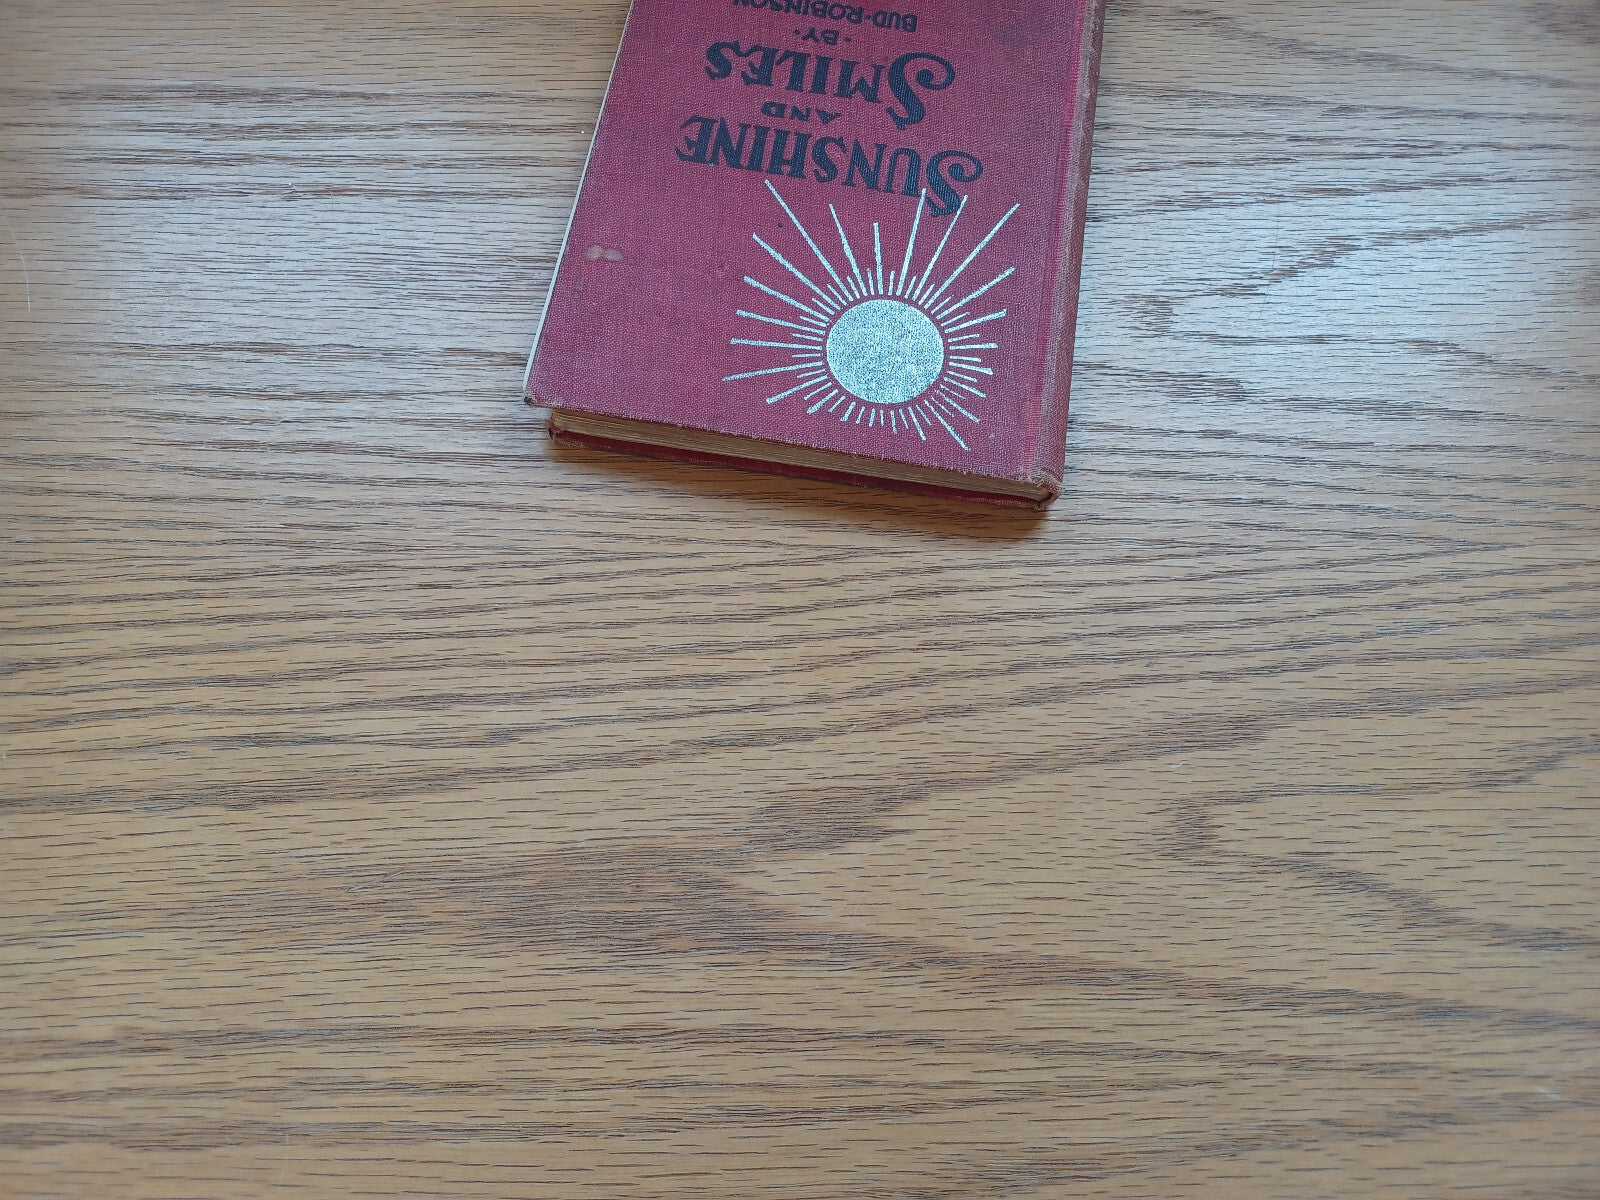 SUNSHINE
AND
SMILES
·BY·
BUD·ROBINSON